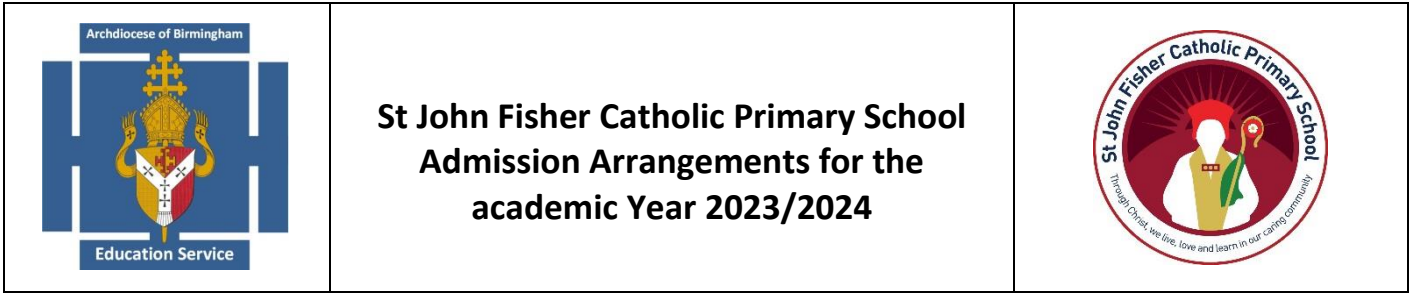 Archdiocese of Birmingham
Education Service
St John Fisher Catholic Primary School
Admission Arrangements for the
academic Year 2023/2024
St John Fisher Catholic Primary School
Through Christ, we live, love and learn in our caring community